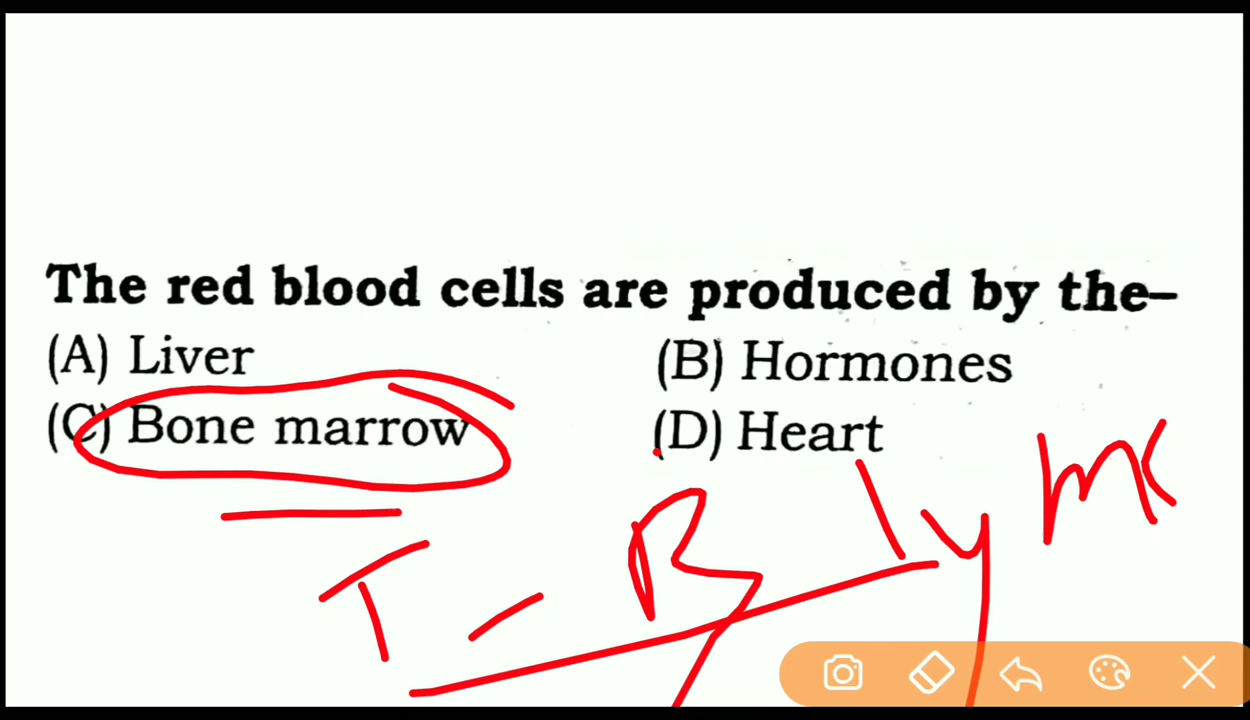 The red blood cells are produced by the–
(A) Liver (B) Hormones
(C) Bone marrow (D) Heart
T - B lym